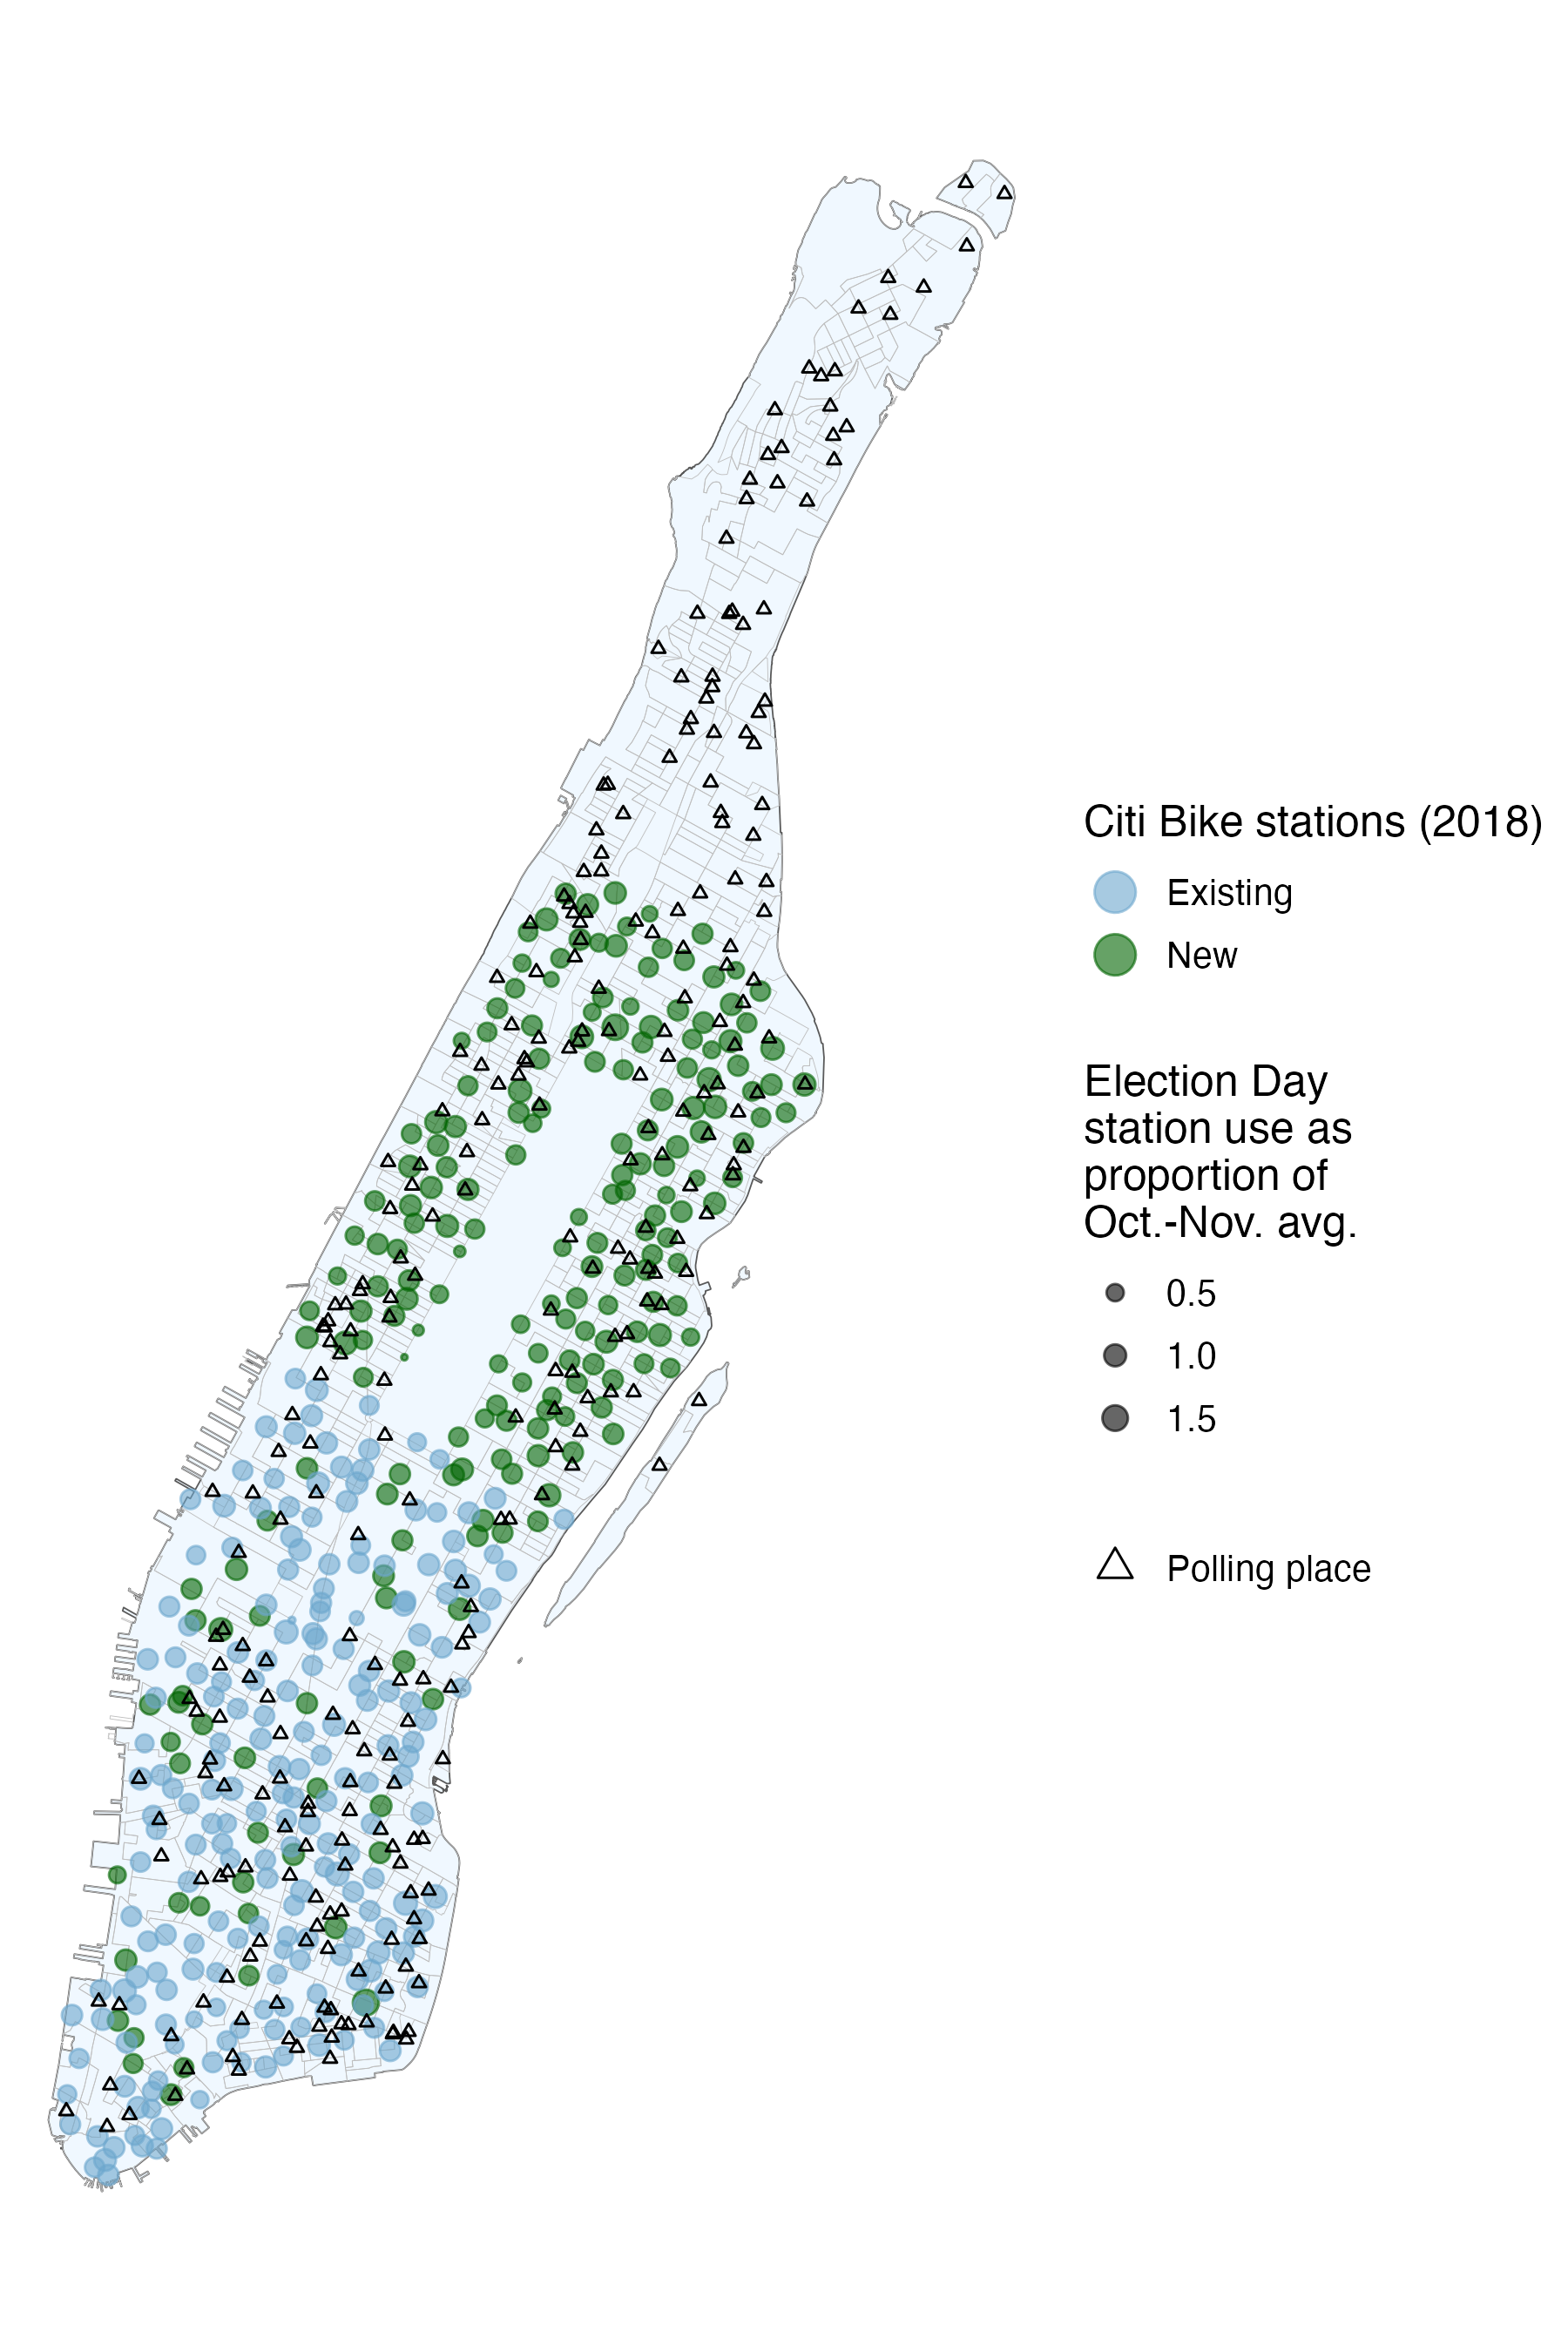 Citi Bike stations (2018)
Existing
New
Election Day
station use as
proportion of
Oct.-Nov. avg.
0.5
1.0
1.5
Polling place